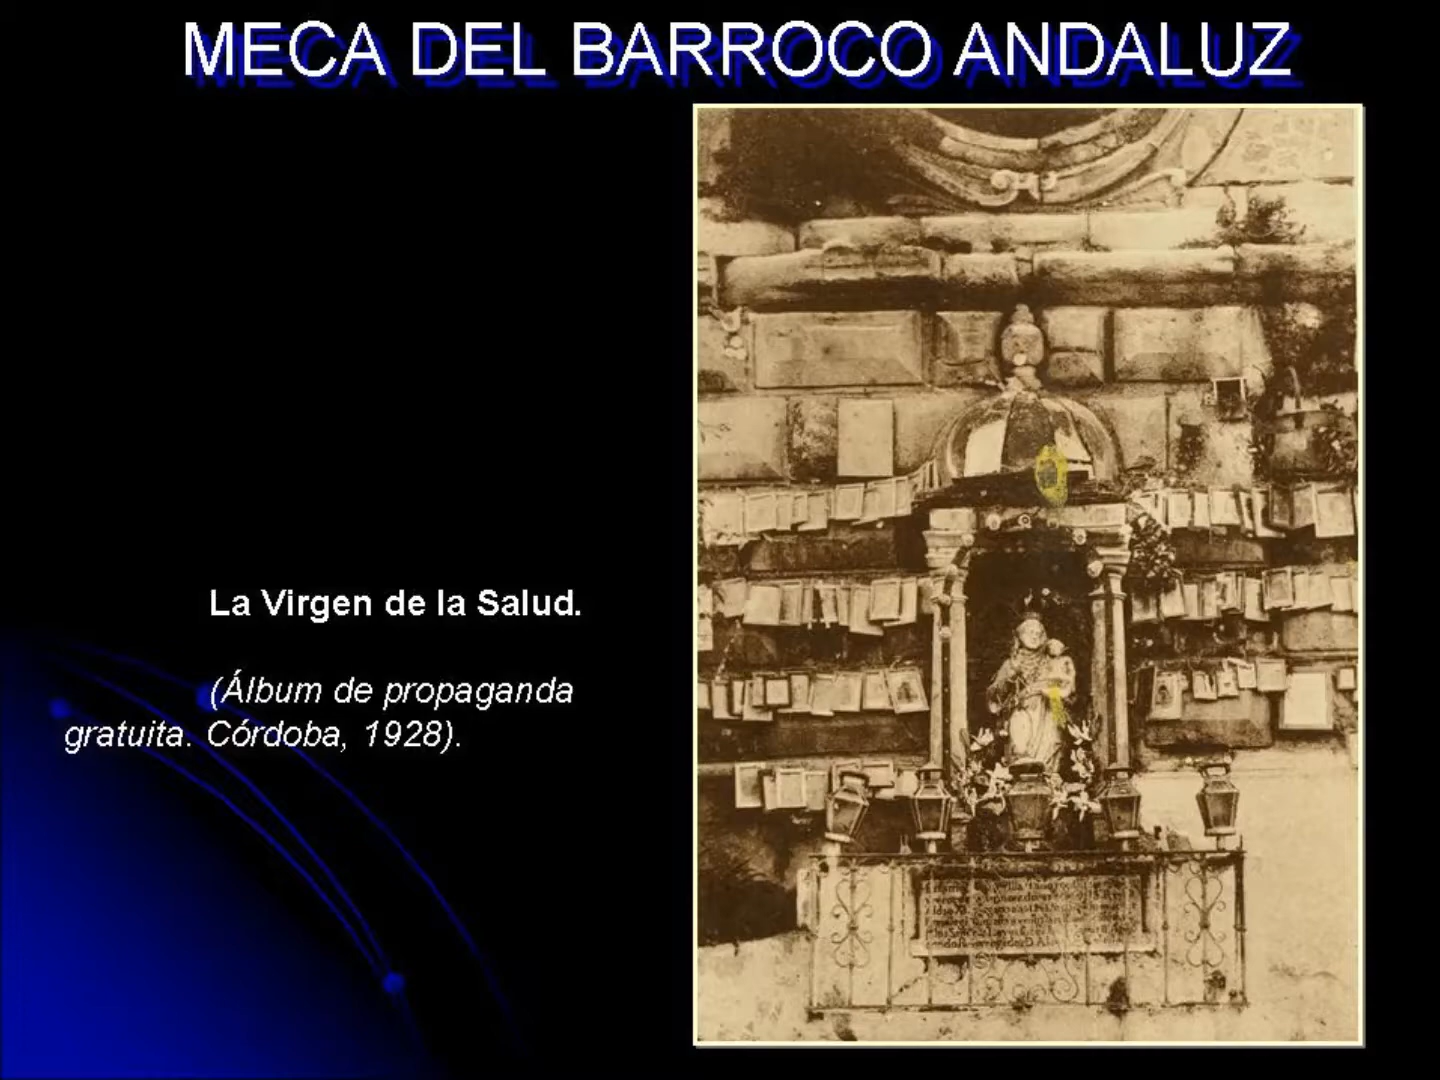 MECA DEL BARROCO ANDALUZ
La Virgen de la Salud.
(Álbum de propaganda
gratuita. Córdoba, 1928).